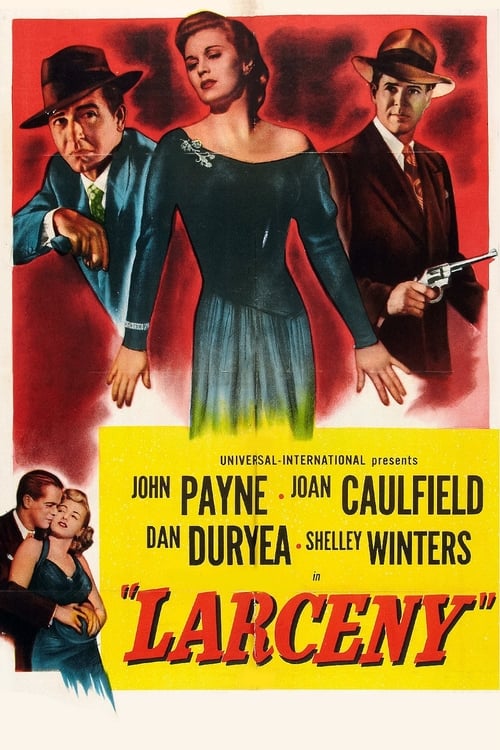 UNIVERSAL-INTERNATIONAL presents
JOHN PAYNE · JOAN CAULFIELD
DAN DURYEA · SHELLEY WINTERS
in
"LARCENY"